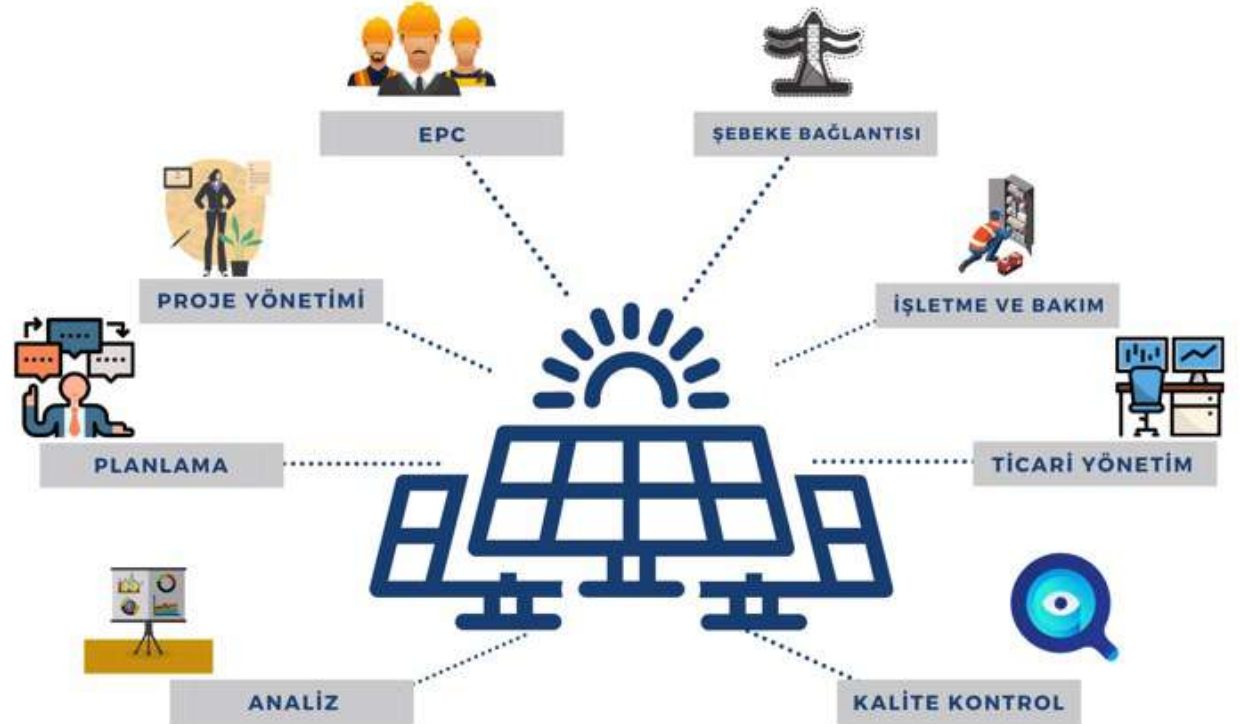 EPC
ŞEBEKE BAĞLANTISI
PROJE YÖNETİMİ
İŞLETME VE BAKIM
PLANLAMA
TİCARİ YÖNETİM
ANALİZ
KALİTE KONTROL